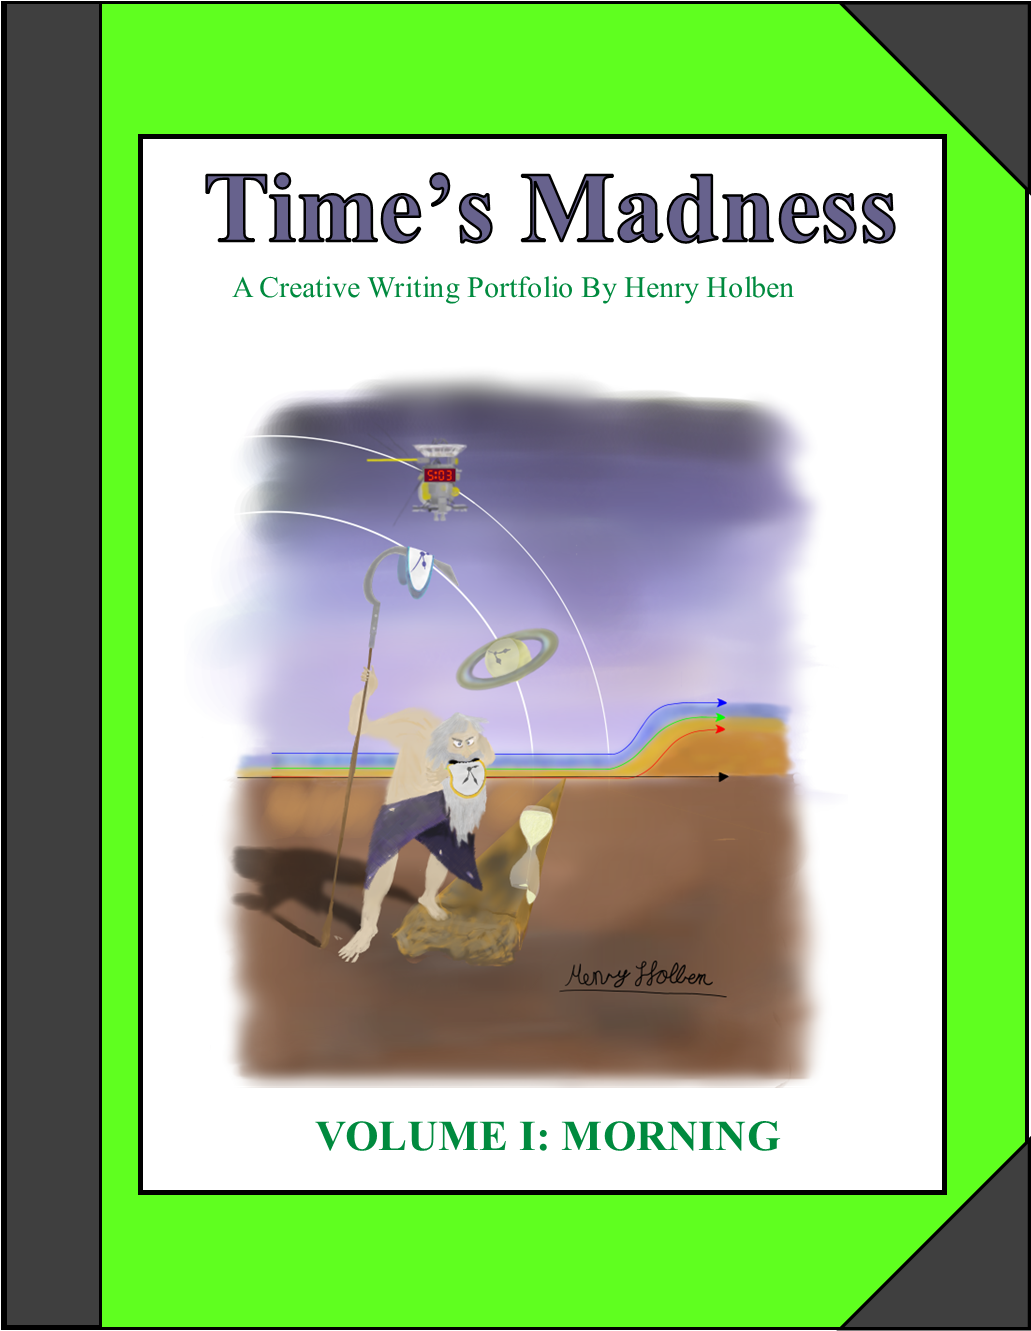 Time’s Madness
A Creative Writing Portfolio By Henry Holben
5:03
Henry Holben
VOLUME I: MORNING